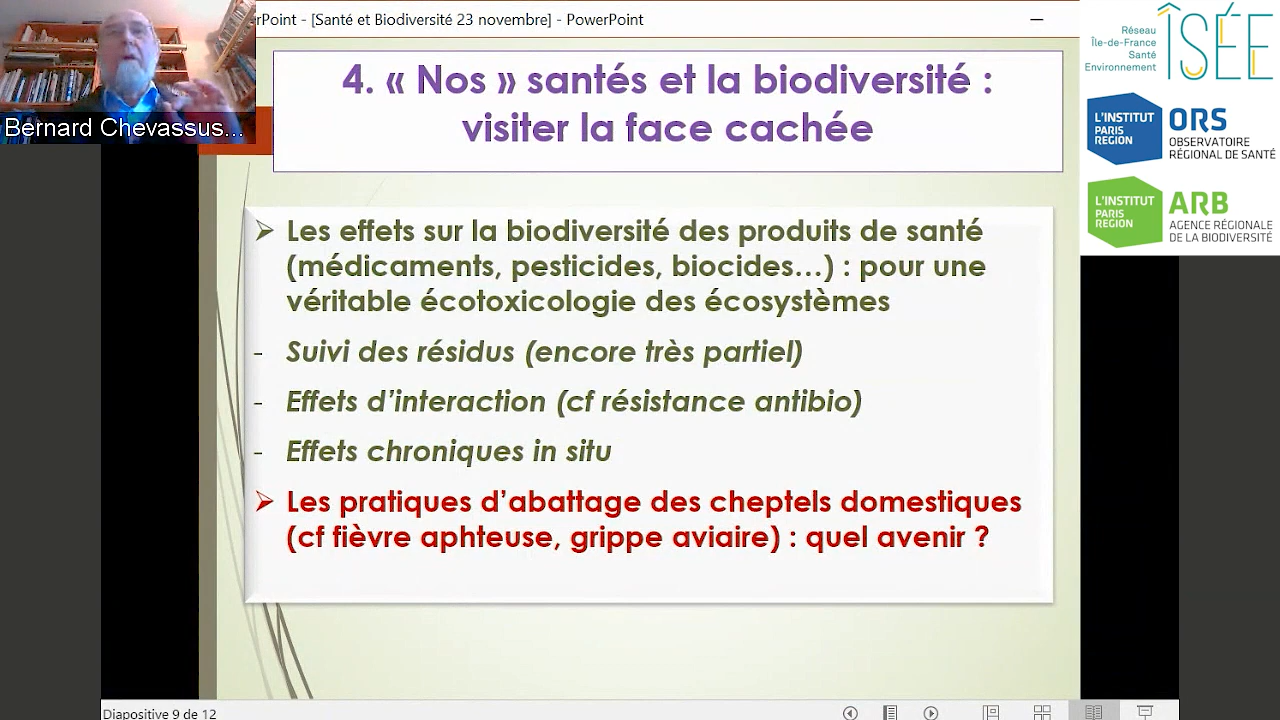 erPoint - [Santé et Biodiversité 23 novembre] - PowerPoint
Bernard Chevassus...
4. « Nos » santés et la biodiversité :
visiter la face cachée
➢ Les effets sur la biodiversité des produits de santé
(médicaments, pesticides, biocides…) : pour une
véritable écotoxicologie des écosystèmes
- Suivi des résidus (encore très partiel)
- Effets d’interaction (cf résistance antibio)
- Effets chroniques in situ
➢ Les pratiques d’abattage des cheptels domestiques
(cf fièvre aphteuse, grippe aviaire) : quel avenir ?
Réseau
Île-de-France
Santé
Environnement
ÎSÉE
L'INSTITUT
PARIS
REGION
ORS
OBSERVATOIRE
RÉGIONAL DE SANTÉ
L'INSTITUT
PARIS
REGION
ARB
AGENCE RÉGIONALE
DE LA BIODIVERSITÉ
Diapositive 9 de 12